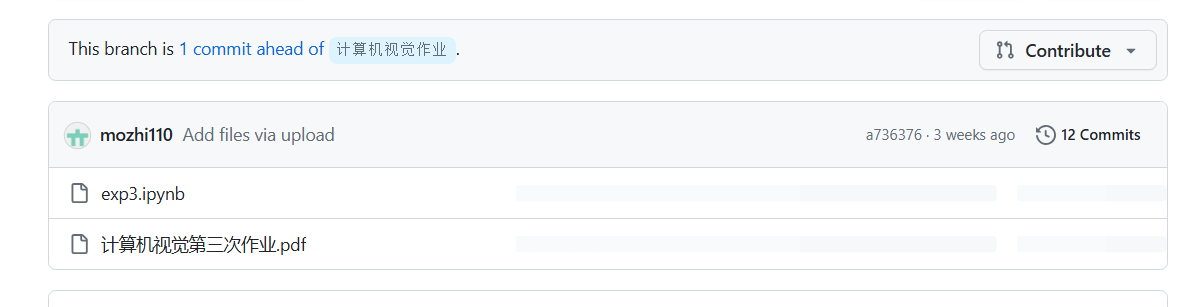 This branch is 1 commit ahead of 计算机视觉作业 .
Contribute
mozhi110 Add files via upload a736376 · 3 weeks ago 12 Commits
exp3.ipynb
计算机视觉第三次作业.pdf